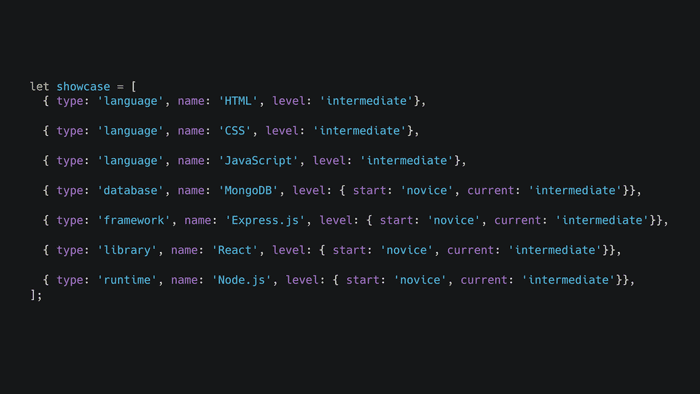 let showcase = [
  { type: 'language', name: 'HTML', level: 'intermediate'},
  { type: 'language', name: 'CSS', level: 'intermediate'},
  { type: 'language', name: 'JavaScript', level: 'intermediate'},
  { type: 'database', name: 'MongoDB', level: { start: 'novice', current: 'intermediate'}},
  { type: 'framework', name: 'Express.js', level: { start: 'novice', current: 'intermediate'}},
  { type: 'library', name: 'React', level: { start: 'novice', current: 'intermediate'}},
  { type: 'runtime', name: 'Node.js', level: { start: 'novice', current: 'intermediate'}},
];